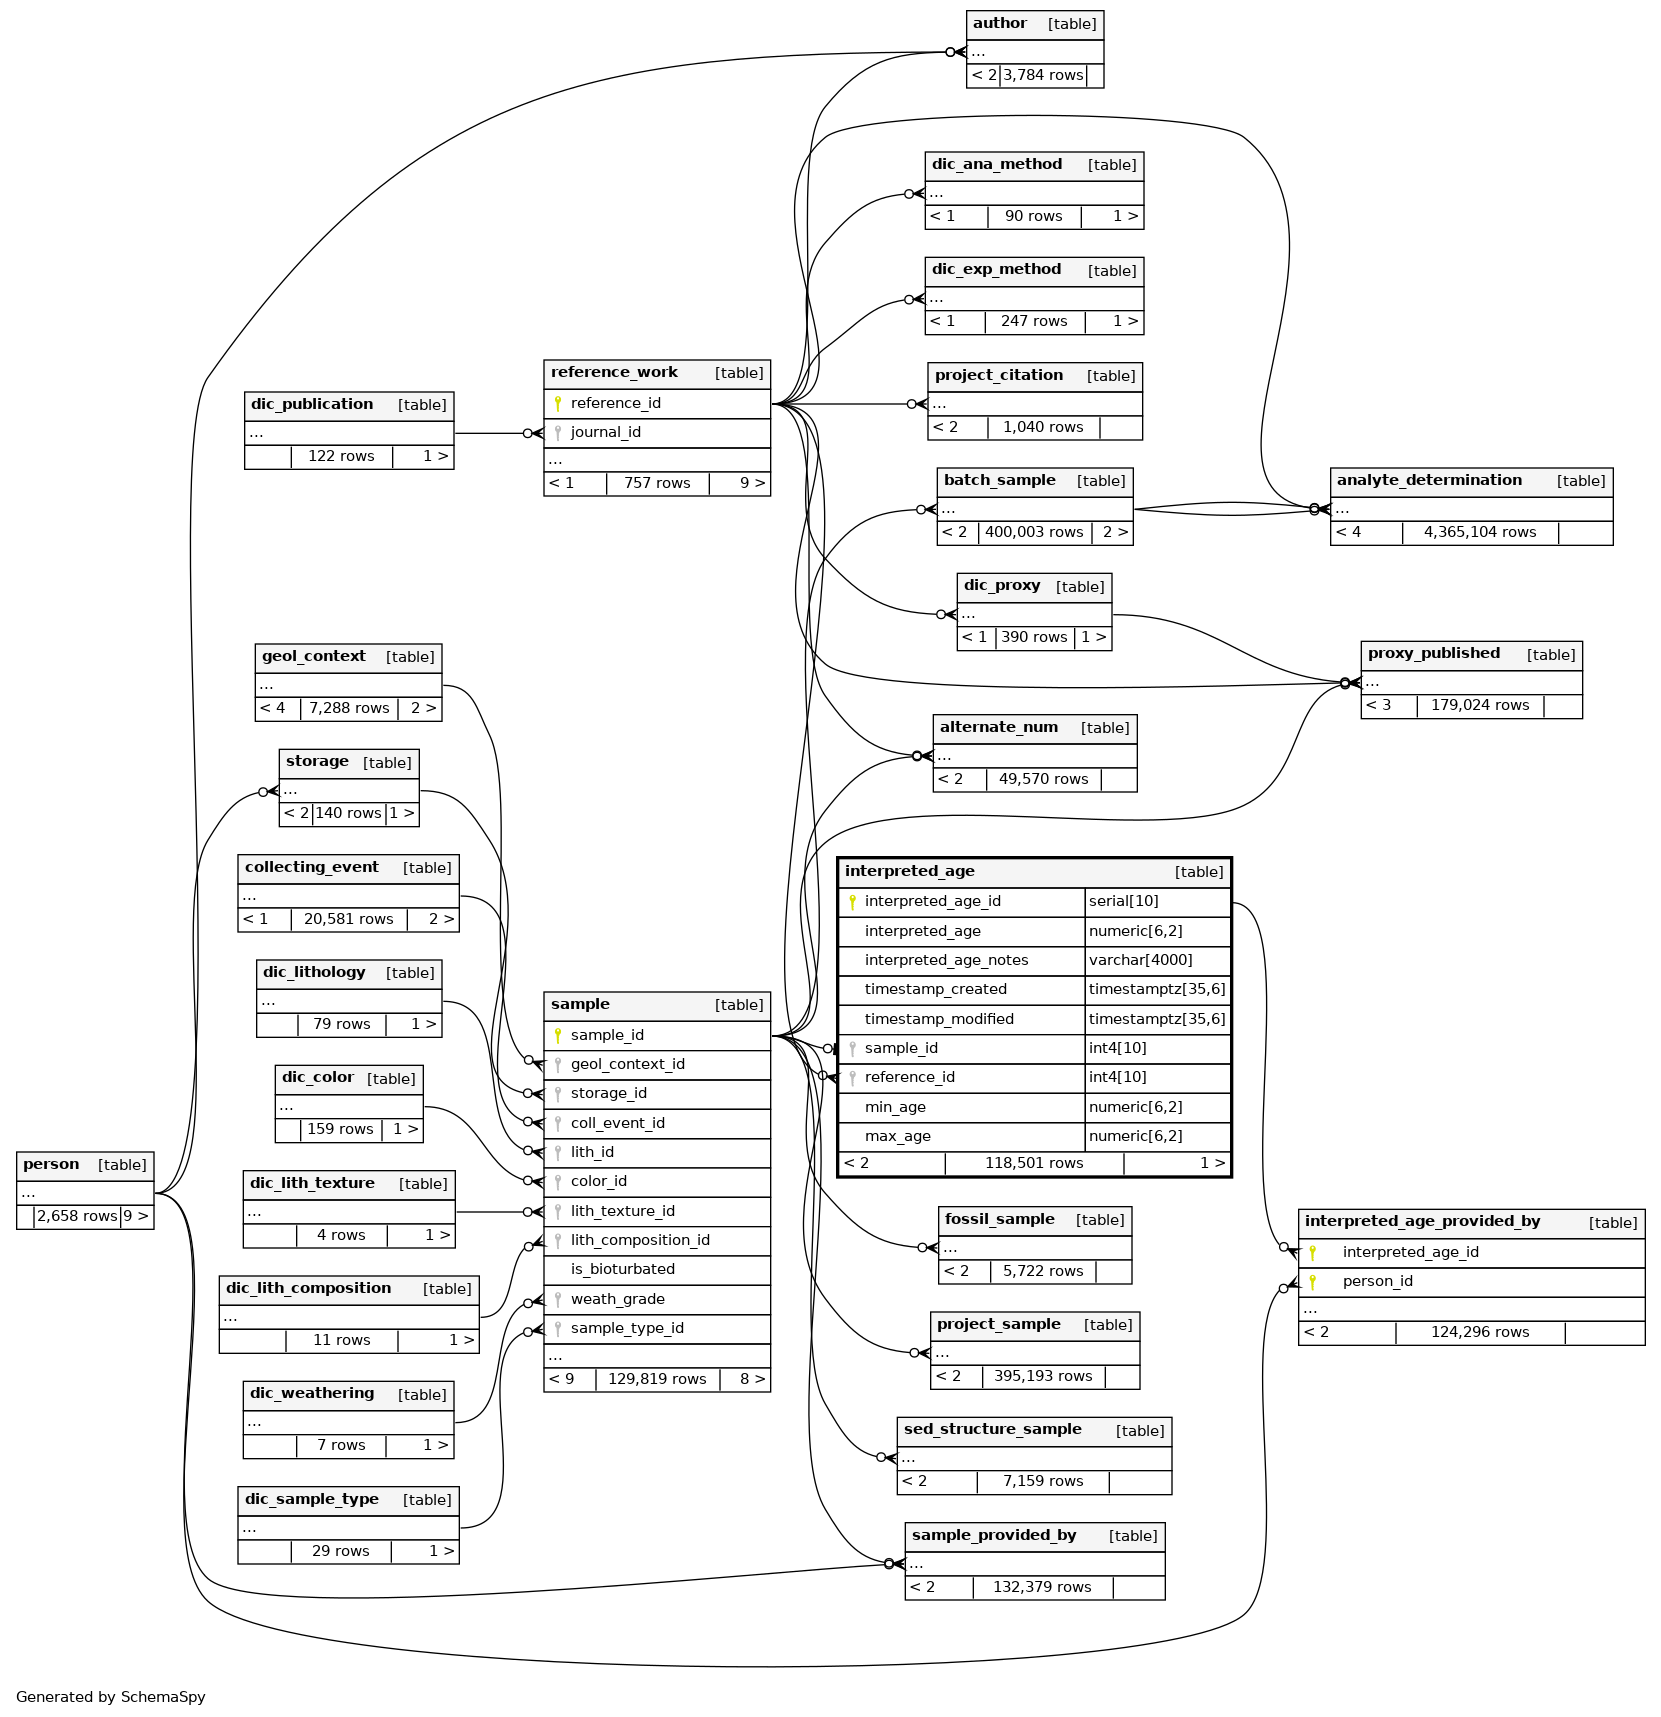 author [table]
...
< 2 3,784 rows
dic_ana_method [table]
...
< 1 90 rows 1 >
dic_exp_method [table]
...
< 1 247 rows 1 >
reference_work [table]
reference_id
journal_id
...
< 1 757 rows 9 >
project_citation [table]
...
< 2 1,040 rows
dic_publication [table]
...
122 rows 1 >
batch_sample [table]
...
< 2 400,003 rows 2 >
analyte_determination [table]
...
< 4 4,365,104 rows
dic_proxy [table]
...
< 1 390 rows 1 >
proxy_published [table]
...
< 3 179,024 rows
geol_context [table]
...
< 4 7,288 rows 2 >
alternate_num [table]
...
< 2 49,570 rows
storage [table]
...
< 2 140 rows 1 >
collecting_event [table]
...
< 1 20,581 rows 2 >
interpreted_age [table]
interpreted_age_id serial[10]
interpreted_age numeric[6,2]
interpreted_age_notes varchar[4000]
timestamp_created timestamptz[35,6]
timestamp_modified timestamptz[35,6]
sample_id int4[10]
reference_id int4[10]
min_age numeric[6,2]
max_age numeric[6,2]
< 2 118,501 rows 1 >
dic_lithology [table]
...
79 rows 1 >
sample [table]
sample_id
geol_context_id
storage_id
coll_event_id
lith_id
color_id
lith_texture_id
lith_composition_id
is_bioturbated
weath_grade
sample_type_id
...
< 9 129,819 rows 8 >
dic_color [table]
...
159 rows 1 >
person [table]
...
2,658 rows 9 >
dic_lith_texture [table]
...
4 rows 1 >
fossil_sample [table]
...
< 2 5,722 rows
interpreted_age_provided_by [table]
interpreted_age_id
person_id
...
< 2 124,296 rows
dic_lith_composition [table]
...
11 rows 1 >
project_sample [table]
...
< 2 395,193 rows
dic_weathering [table]
...
7 rows 1 >
sed_structure_sample [table]
...
< 2 7,159 rows
dic_sample_type [table]
...
29 rows 1 >
sample_provided_by [table]
...
< 2 132,379 rows
Generated by SchemaSpy